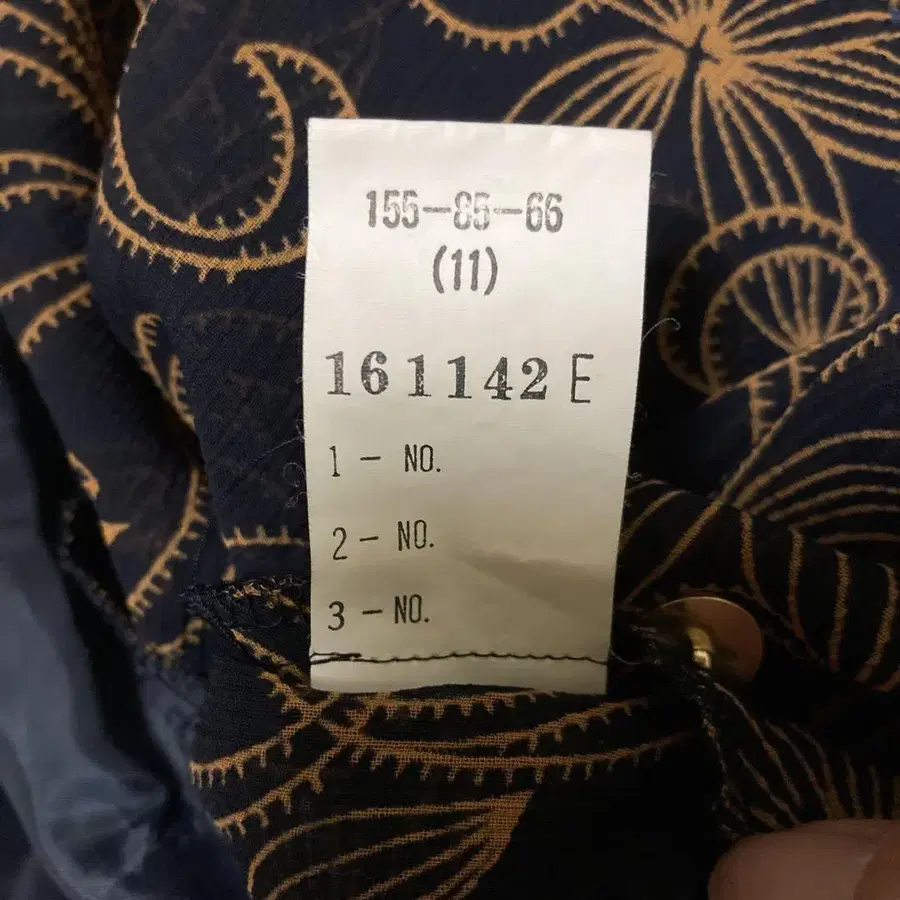 155-85-66
(11)
161142E
1 - NO.
2 - NO.
3 - NO.